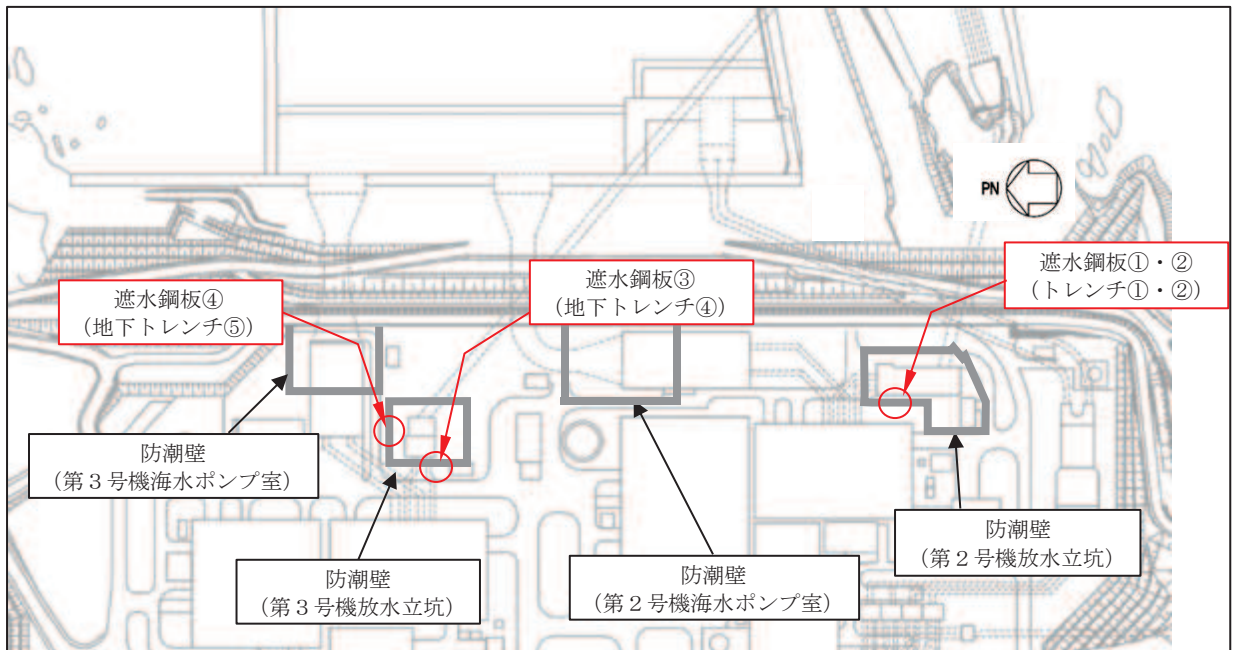 PN
遮水鋼板①・②
（トレンチ①・②）
遮水鋼板③
（地下トレンチ④）
遮水鋼板④
（地下トレンチ⑤）
防潮壁
（第３号機海水ポンプ室）
防潮壁
（第３号機放水立坑）
防潮壁
（第２号機海水ポンプ室）
防潮壁
（第２号機放水立坑）